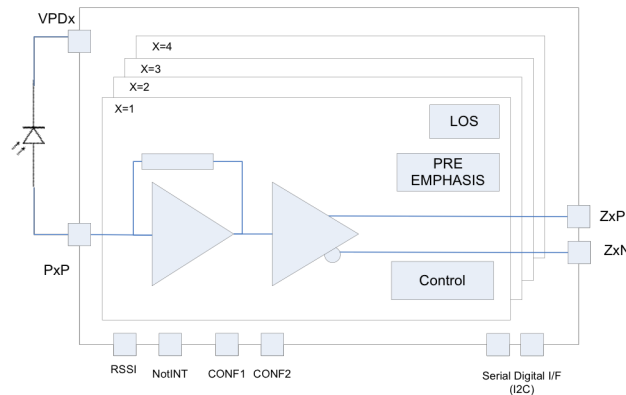 VPDx
X=4
X=3
X=2
X=1
LOS
PRE
EMPHASIS
ZxP
ZxN
PxP
Control
RSSI
NotINT
CONF1
CONF2
Serial Digital I/F
(I2C)